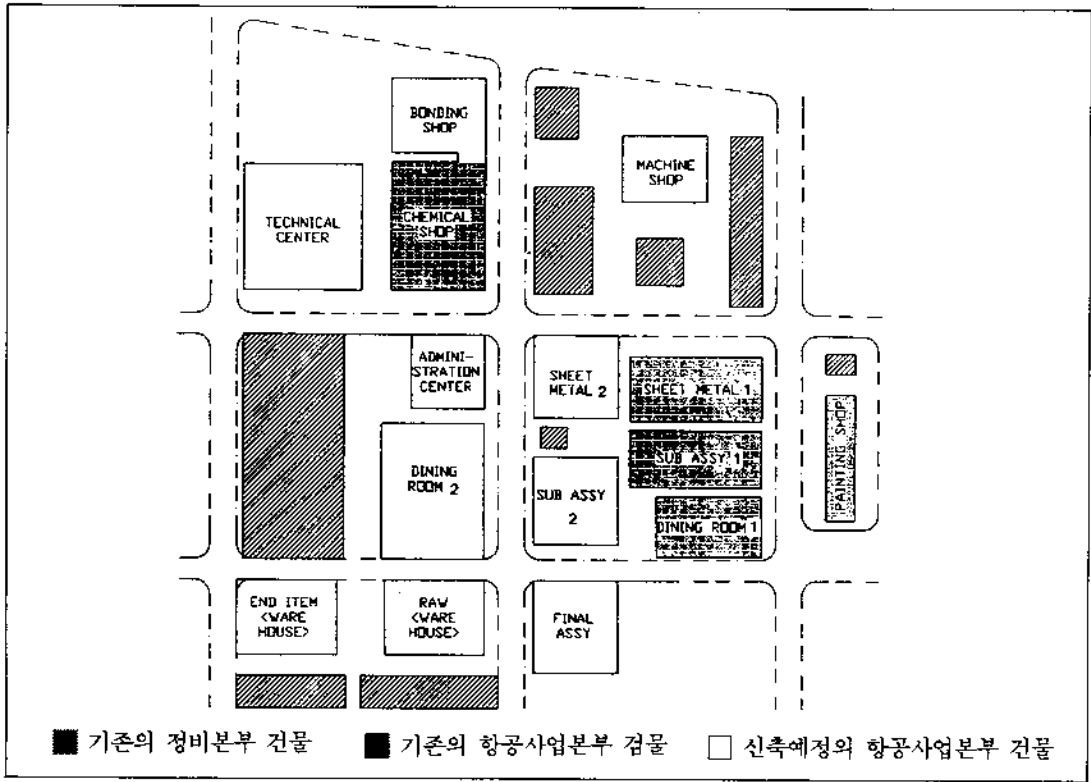 BONDING
SHOP
MACHINE
SHOP
TECHNICAL
CENTER
CHEMICAL
SHOP
ADMINI-
STRATION
CENTER
SHEET
METAL 2
SHEET METAL 1
PAINTING SHOP
DINING
ROOM 2
SUB ASSY 1
SUB ASSY
2
DINING ROOM 1
END ITEM
<WARE
HOUSE>
RAW
<WARE
HOUSE>
FINAL
ASSY
기존의 정비본부 건물
기존의 항공사업본부 검물
신축예정의 항공사업본부 건물